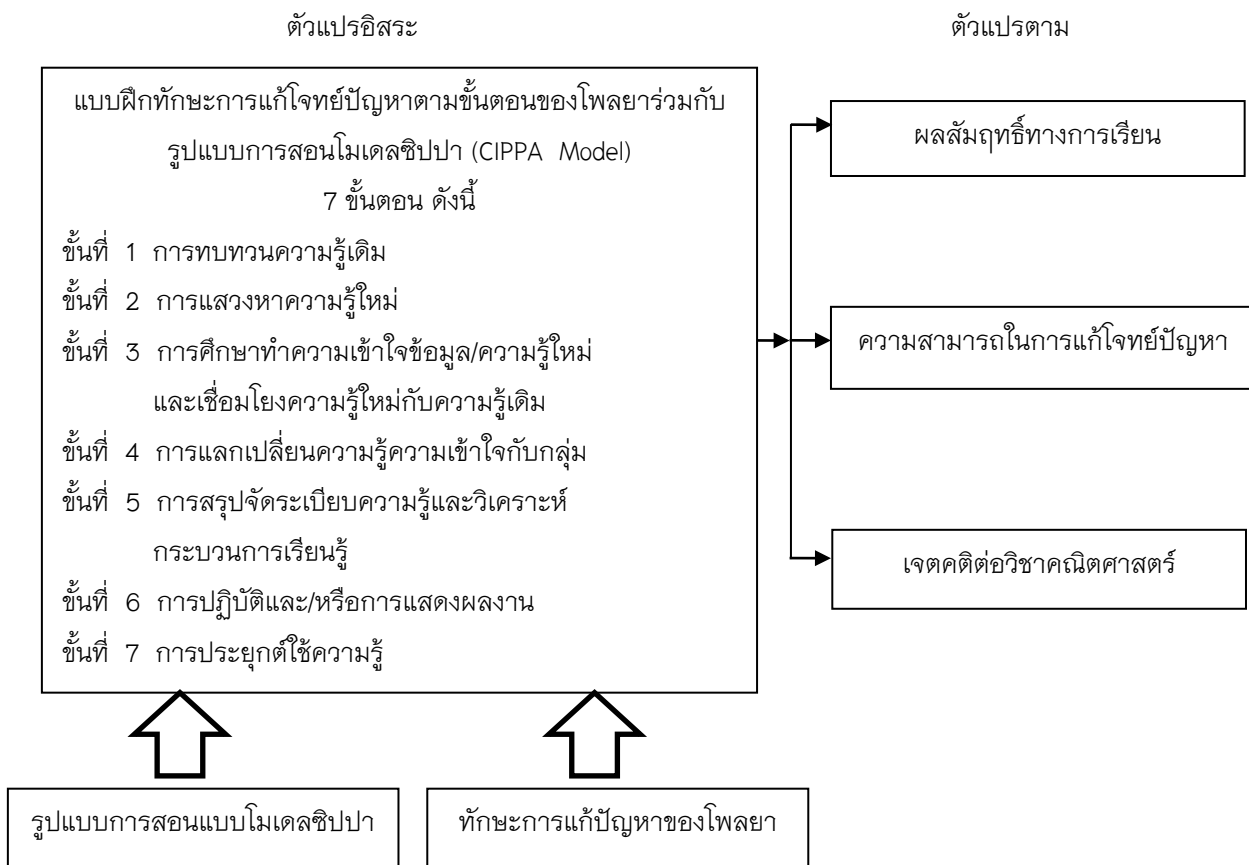 ตัวแปรอิสระ
ตัวแปรตาม
แบบฝึกทักษะการแก้โจทย์ปัญหาตามขั้นตอนของโพลยาร่วมกับ
รูปแบบการสอนโมเดลซิปปา (CIPPA Model)
7 ขั้นตอน ดังนี้
ขั้นที่ 1 การทบทวนความรู้เดิม
ขั้นที่ 2 การแสวงหาความรู้ใหม่
ขั้นที่ 3 การศึกษาทำความเข้าใจข้อมูล/ความรู้ใหม่
และเชื่อมโยงความรู้ใหม่กับความรู้เดิม
ขั้นที่ 4 การแลกเปลี่ยนความรู้ความเข้าใจกับกลุ่ม
ขั้นที่ 5 การสรุปจัดระเบียบความรู้และวิเคราะห์
กระบวนการเรียนรู้
ขั้นที่ 6 การปฏิบัติและ/หรือการแสดงผลงาน
ขั้นที่ 7 การประยุกต์ใช้ความรู้
ผลสัมฤทธิ์ทางการเรียน
ความสามารถในการแก้โจทย์ปัญหา
เจตคติต่อวิชาคณิตศาสตร์
รูปแบบการสอนแบบโมเดลซิปปา
ทักษะการแก้ปัญหาของโพลยา